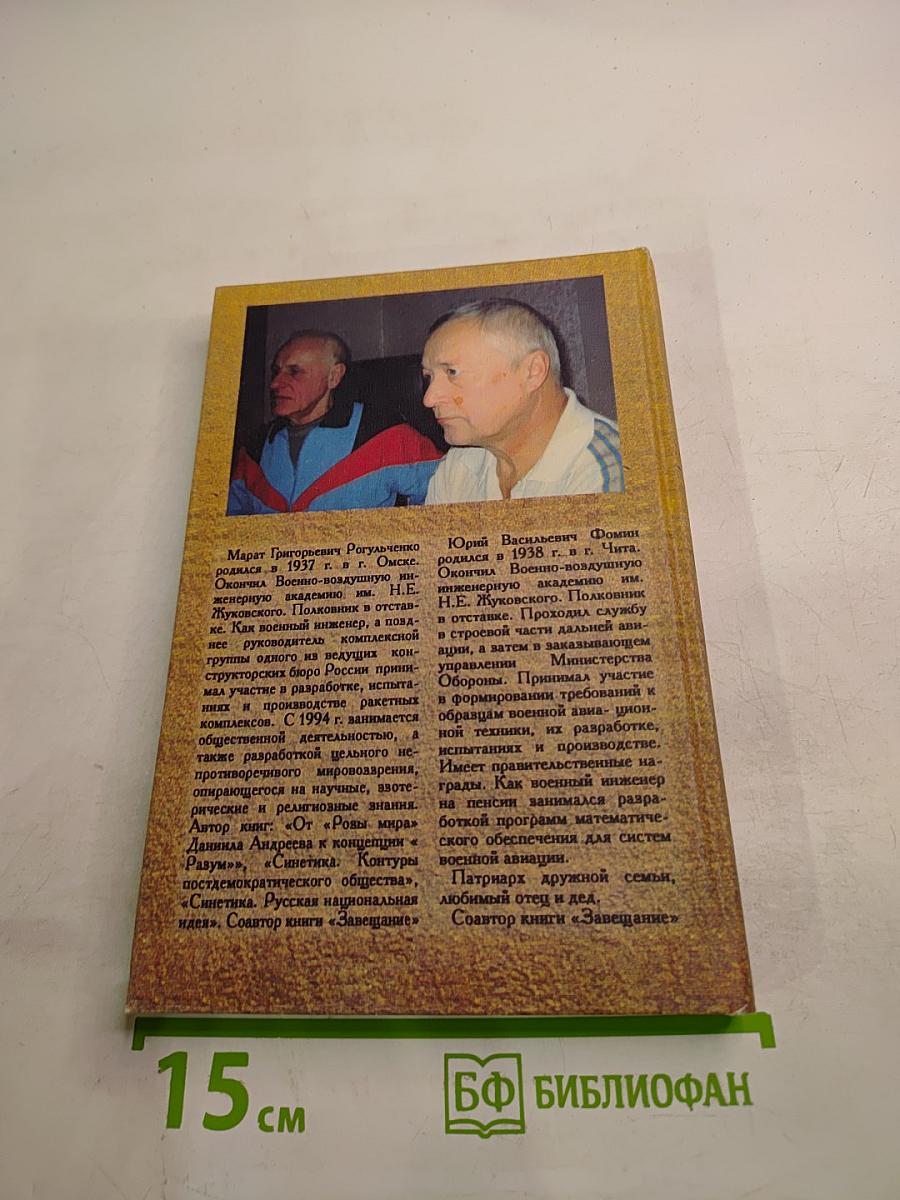 Марат Григорьевич Рогульченко
родился в 1937 г. в г. Омске.
Окончил Военно-воздушную ин-
женерную академию им. Н.Е.
Жуковского. Полковник в отстав-
ке. Как военный инженер, а позд-
нее руководитель комплексной
группы одного из ведущих кон-
структорских бюро России прини-
мал участие в разработке, испыта-
ниях и производстве ракетных
комплексов. С 1994 г. занимается
общественной деятельностью, а
также разработкой цельного не-
противоречивого мировоззрения,
опирающегося на научные, эзоте-
рические и религиозные знания.
Автор книг: «От «Розы мира»
Даниила Андреева к концепции «
Разум»», «Синетика. Контуры
постдемократического общества»,
«Синетика. Русская национальная
идея». Соавтор книги «Завещание»
Юрий Васильевич Фомин
родился в 1938 г. в г. Чита.
Окончил Военно-воздушную
инженерную академию им.
Н.Е. Жуковского. Полковник
в отставке. Проходил службу
в строевой части дальней ави-
ации, а затем в заказывающем
управлении Министерства
Обороны. Принимал участие
в формировании требований к
образцам военной авиа- цион-
ной техники, их разработке,
испытаниях и производстве.
Имеет правительственные на-
грады. Как военный инженер
на пенсии занимался разра-
боткой программ математиче-
ского обеспечения для систем
военной авиации.
Патриарх дружной семьи,
любимый отец и дед.
Соавтор книги «Завещание»
15 см
БФ БИБЛИОФАН